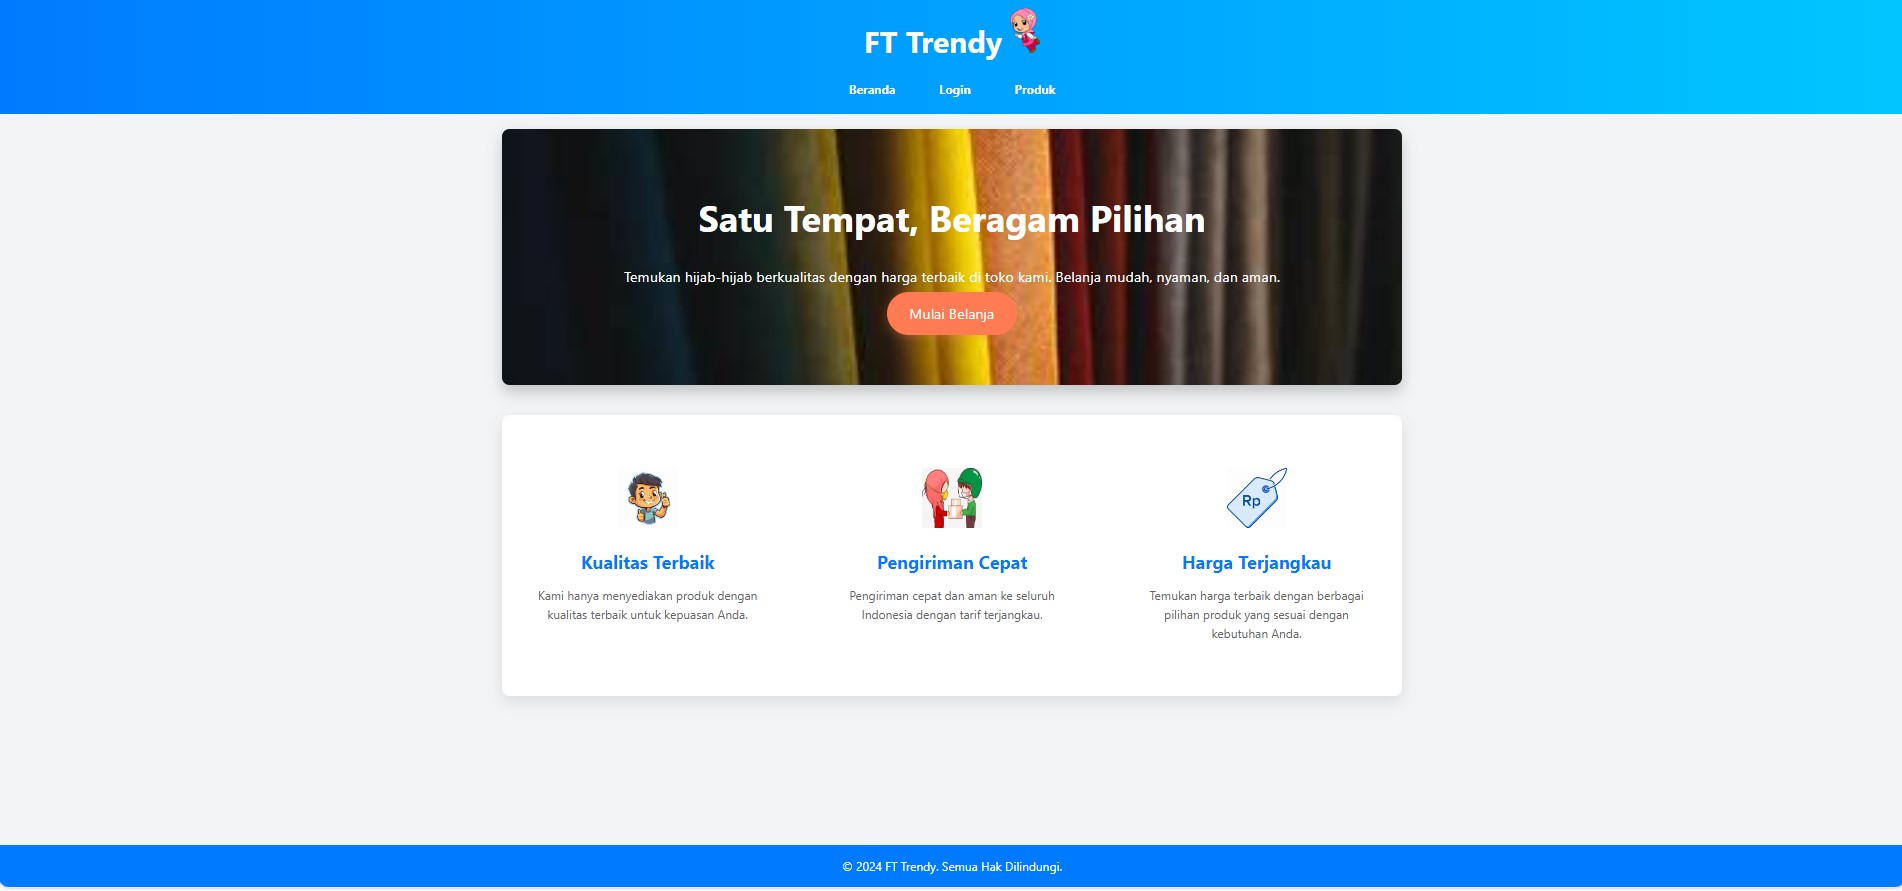 FT Trendy
Beranda Login Produk
Satu Tempat, Beragam Pilihan
Temukan hijab-hijab berkualitas dengan harga terbaik di toko kami. Belanja mudah, nyaman, dan aman.
Mulai Belanja
Rp
Kualitas Terbaik
Kami hanya menyediakan produk dengan
kualitas terbaik untuk kepuasan Anda.
Pengiriman Cepat
Pengiriman cepat dan aman ke seluruh
Indonesia dengan tarif terjangkau.
Harga Terjangkau
Temukan harga terbaik dengan berbagai
pilihan produk yang sesuai dengan
kebutuhan Anda.
© 2024 FT Trendy. Semua Hak Dilindungi.